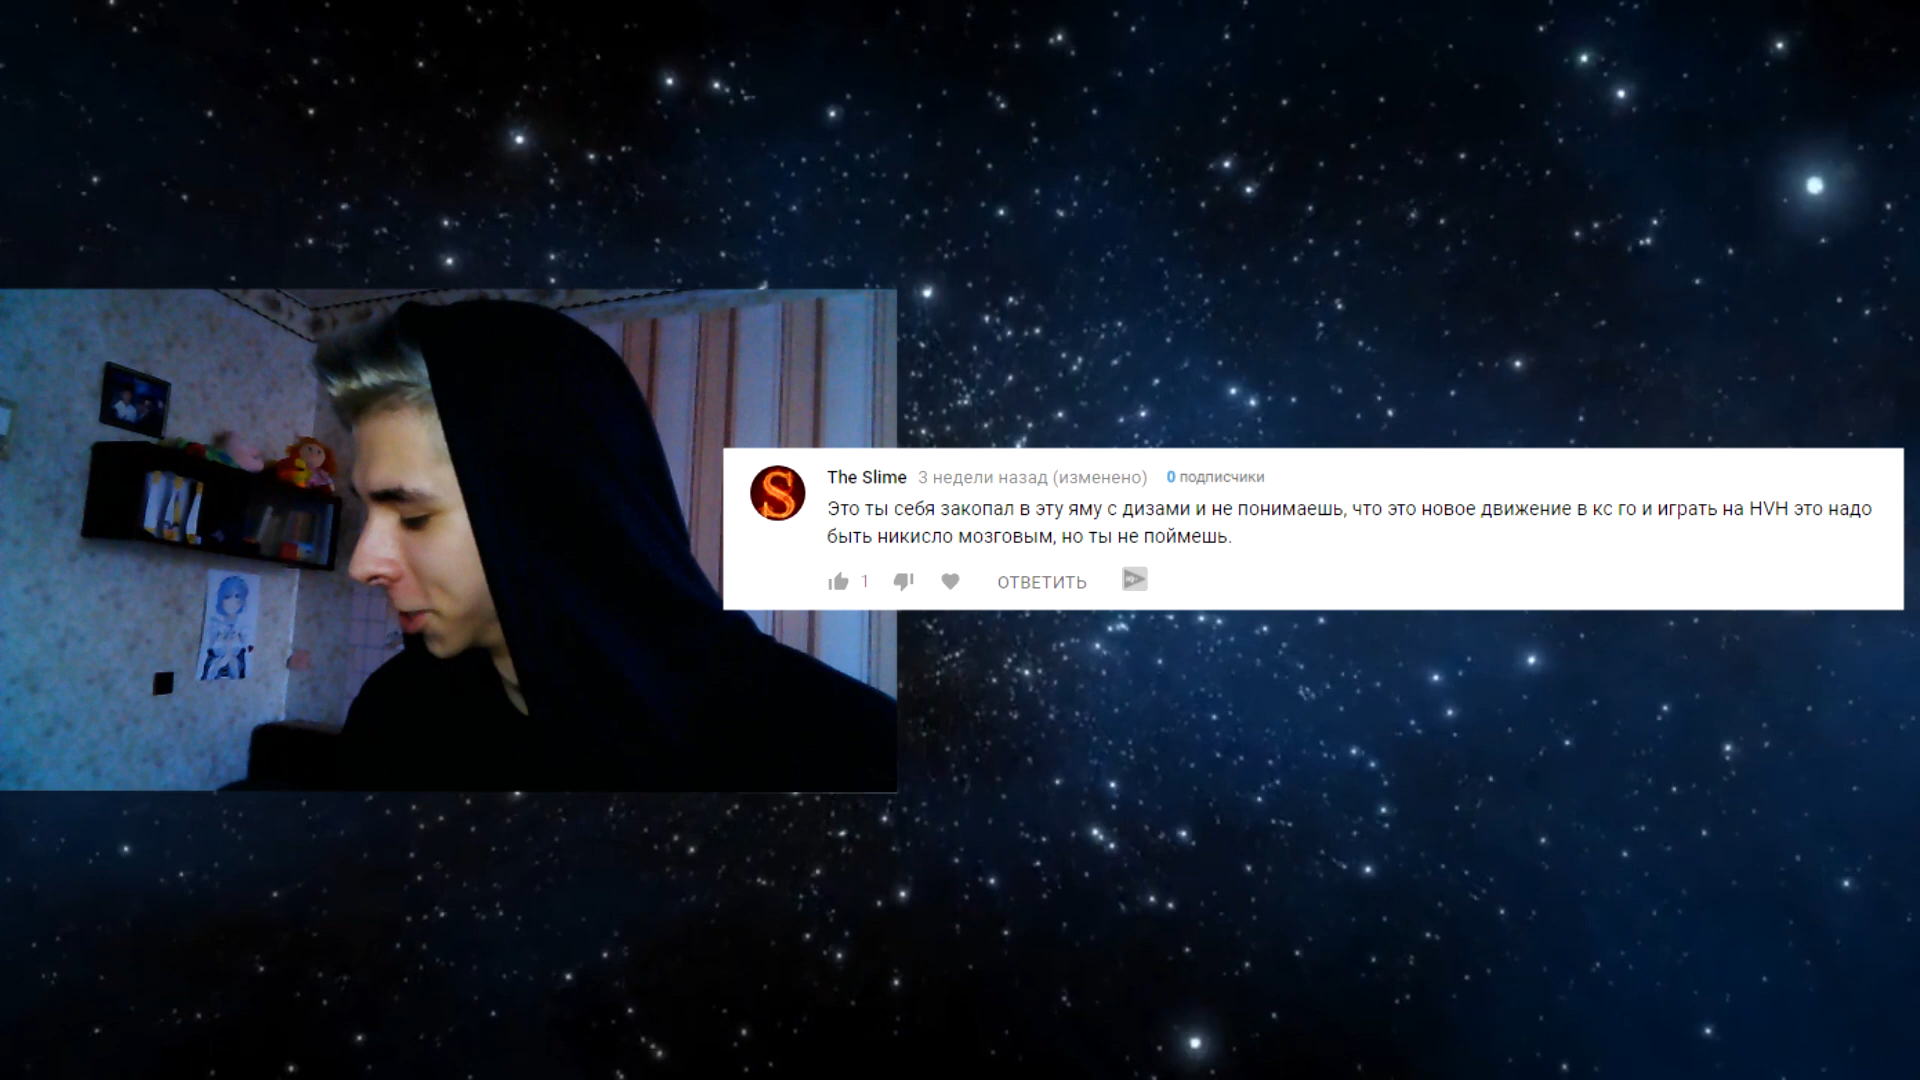 The Slime 3 недели назад (изменено) 0 подписчики
Это ты себя закопал в эту яму с дизами и не понимаешь, что это новое движение в кс го и играть на HVH это надо
быть никисло мозговым, но ты не поймешь.
1 ОТВЕТИТЬ